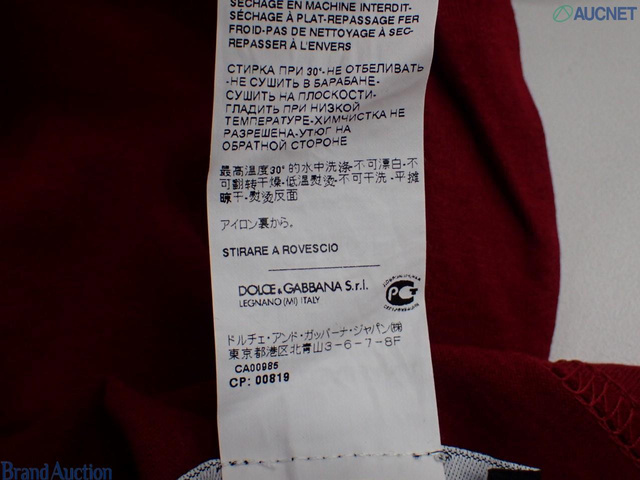 SÉCHAGE EN MACHINE INTERDIT-
SÉCHAGE À PLAT-REPASSAGE FER
FROID-PAS DE NETTOYAGE À SEC-
REPASSER À L'ENVERS
СТИРКА ПРИ 30°-НЕ ОТБЕЛИВАТЬ
-НЕ СУШИТЬ В БАРАБАНЕ-
СУШИТЬ НА ПЛОСКОСТИ-
ГЛАДИТЬ ПРИ НИЗКОЙ
ТЕМПЕРАТУРЕ-ХИМЧИСТКА НЕ
РАЗРЕШЕНА-УТЮГ НА
ОБРАТНОЙ СТОРОНЕ
最高温度30°的水中洗涤-不可漂白-不
可翻转干燥-低温熨烫-不可干洗-平摊
晾干-熨烫反面
アイロン裏から。
STIRARE A ROVESCIO
DOLCE & GABBANA S.r.l.
LEGNANO (MI) ITALY
РСТ
ドルチェ・アンド・ガッバーナ・ジャパン(株)
東京都港区北青山3-6-7-8F
CA00985
CP: 00819
AUCNET
Brand Auction